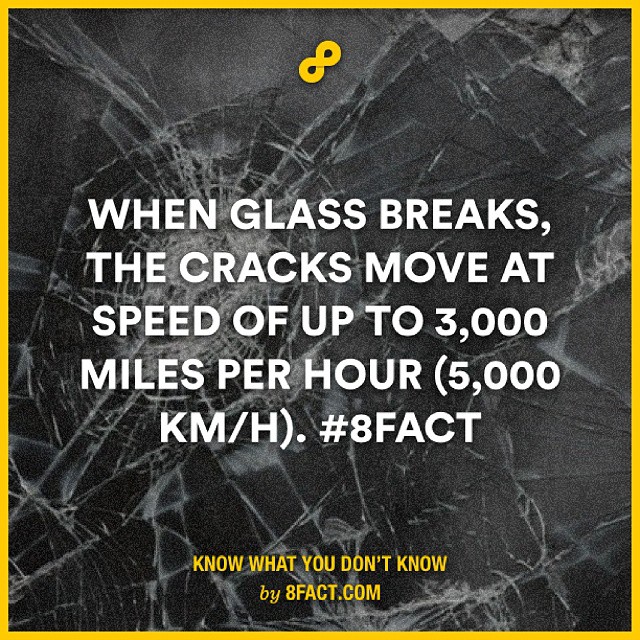 WHEN GLASS BREAKS,
THE CRACKS MOVE AT
SPEED OF UP TO 3,000
MILES PER HOUR (5,000
KM/H). #8FACT
KNOW WHAT YOU DON'T KNOW
by 8FACT.COM